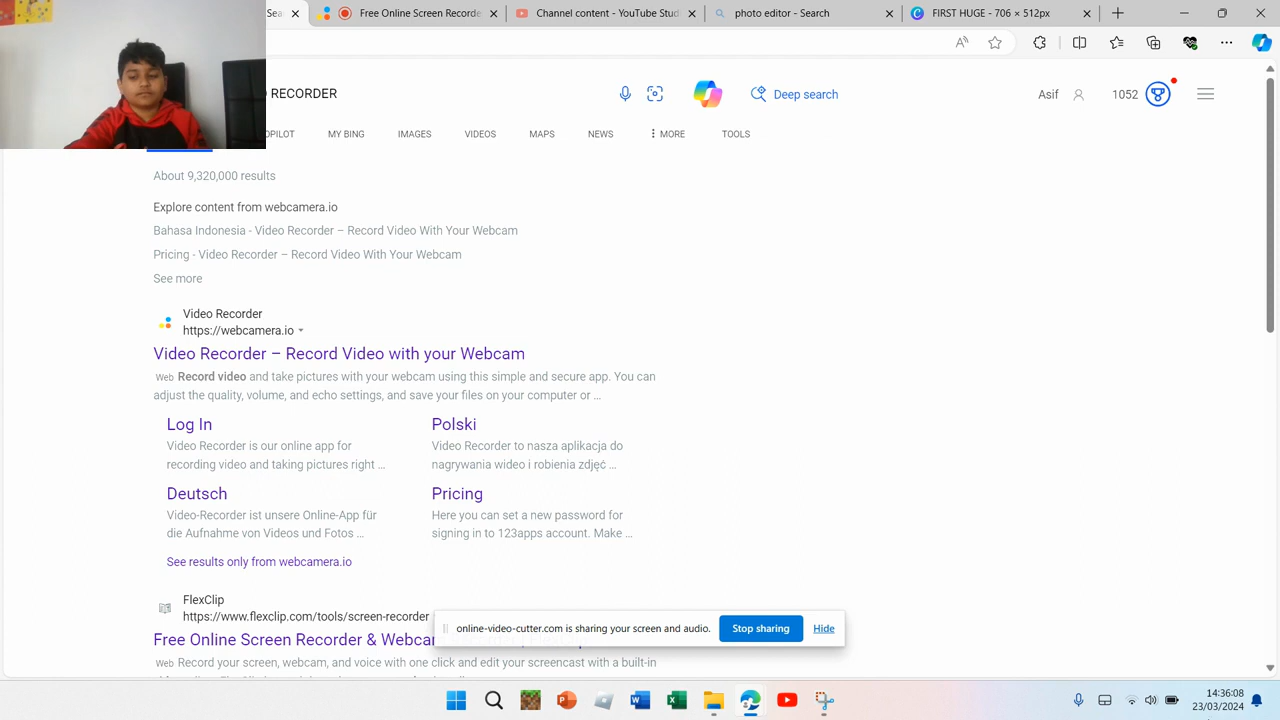 Channel content - YouTube Stud
photo editor - Search
FIRST HUG - 706 × 512pix
RECORDER
Deep search
Asif
1052
OPILOT
MY BING
IMAGES
VIDEOS
MAPS
NEWS
MORE
TOOLS
About 9,320,000 results
Explore content from webcamera.io
Bahasa Indonesia - Video Recorder – Record Video With Your Webcam
Pricing - Video Recorder – Record Video With Your Webcam
See more
Video Recorder
https://webcamera.io
Video Recorder – Record Video with your Webcam
Web Record video and take pictures with your webcam using this simple and secure app. You can
adjust the quality, volume, and echo settings, and save your files on your computer or ...
Log In
Video Recorder is our online app for
recording video and taking pictures right ...
Polski
Video Recorder to nasza aplikacja do
nagrywania wideo i robienia zdjęć ...
Deutsch
Video-Recorder ist unsere Online-App für
die Aufnahme von Videos und Fotos ...
Pricing
Here you can set a new password for
signing in to 123apps account. Make ...
See results only from webcamera.io
FlexClip
https://www.flexclip.com/tools/screen-recorder
online-video-cutter.com is sharing your screen and audio.
Stop sharing
Hide
Free Online Screen Recorder & Webcar
Web Record your screen, webcam, and voice with one click and edit your screencast with a built-in
14:36:08
23/03/2024